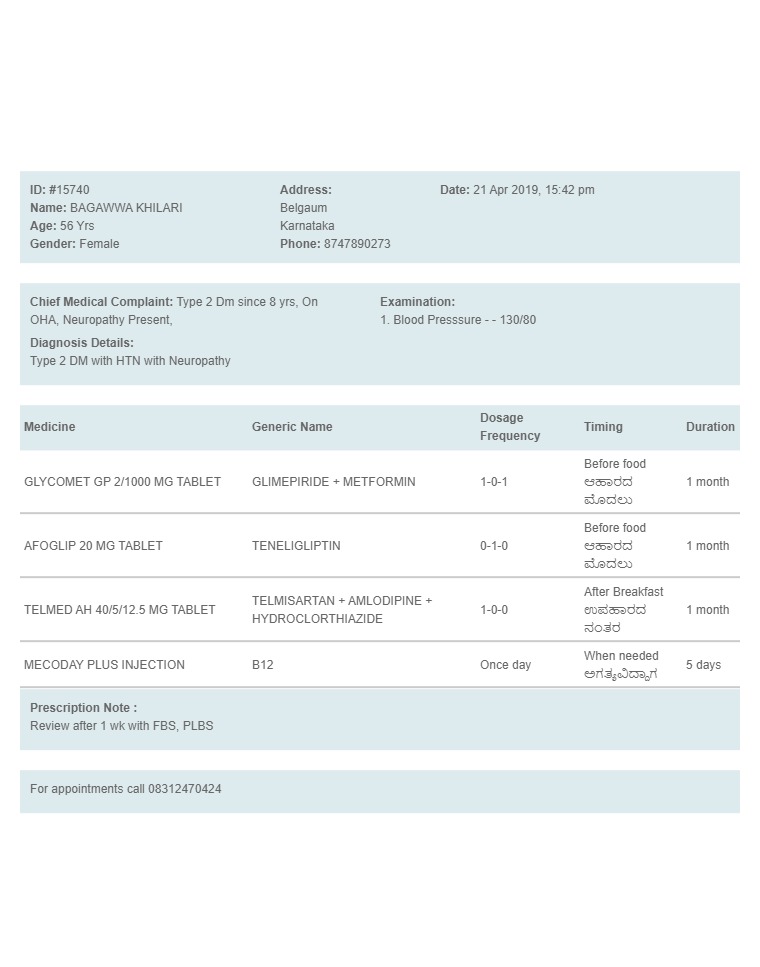 ID: #15740
Name: BAGAWWA KHILARI
Age: 56 Yrs
Gender: Female
Address:
Belgaum
Karnataka
Phone: 8747890273
Date: 21 Apr 2019, 15:42 pm
Chief Medical Complaint: Type 2 Dm since 8 yrs, On
OHA, Neuropathy Present,
Diagnosis Details:
Type 2 DM with HTN with Neuropathy
Examination:
1. Blood Presssure - - 130/80
Medicine Generic Name Dosage Frequency Timing Duration
GLYCOMET GP 2/1000 MG TABLET GLIMEPIRIDE + METFORMIN 1-0-1 Before food ಆಹಾರದ ಮೊದಲು 1 month
AFOGLIP 20 MG TABLET TENELIGLIPTIN 0-1-0 Before food ಆಹಾರದ ಮೊದಲು 1 month
TELMED AH 40/5/12.5 MG TABLET TELMISARTAN + AMLODIPINE + HYDROCLORTHIAZIDE 1-0-0 After Breakfast ಉಪಹಾರದ ನಂತರ 1 month
MECODAY PLUS INJECTION B12 Once day When needed ಅಗತ್ಯವಿದ್ದಾಗ 5 days
Prescription Note :
Review after 1 wk with FBS, PLBS
For appointments call 08312470424